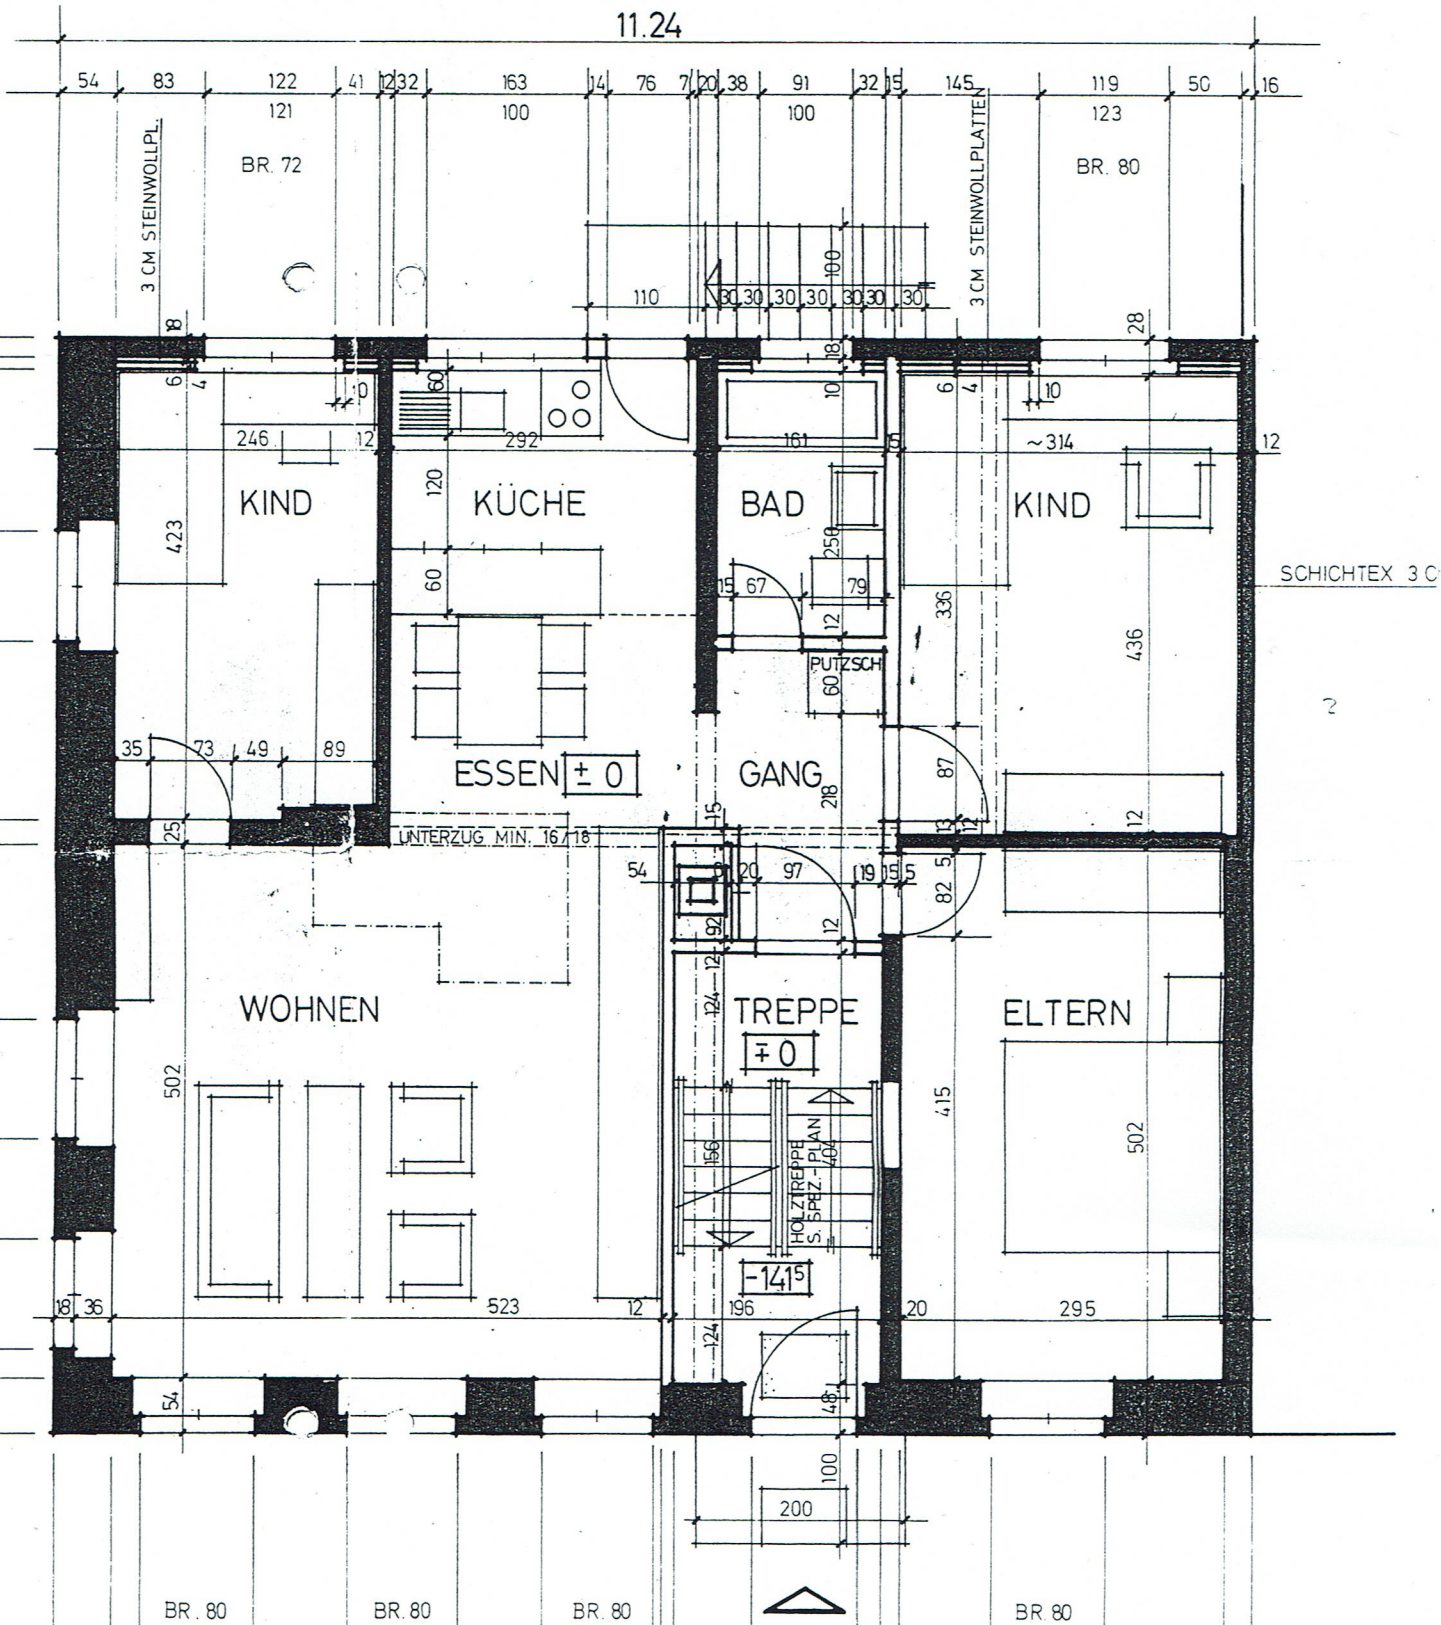 11.24
54 83 122 41 12 32 163 14 76 7 20 38 91 32 15 145 119 50 16
121 100 100 123
BR. 72 BR. 80
3 CM STEINWOLLPL.
3 CM STEINWOLLPLATTEN
100
110 30 30 30 30 30 30 30
18 18 28
6 4 10 60 10 6 4 10
246 12 292 161 15 ~314 12
KIND KÜCHE BAD KIND
423 120 250
SCHICHTEX 3 C
60 15 67 79 336
12 436
PUTZSCH
60
35 73 49 89
ESSEN ± 0 GANG 87
218
25 15 13 12 12
UNTERZUG MIN. 16/18
54 20 97 19 15 5 82 5
92 12
12
WOHNEN 124 TREPPE ELTERN
∓ 0
502 415 502
156 404
HOLZTREPPE
S. SPEZ.-PLAN
-141⁵
18 36 523 12 196 20 295
124
54 48
100
200
BR. 80 BR. 80 BR. 80 BR. 80
?